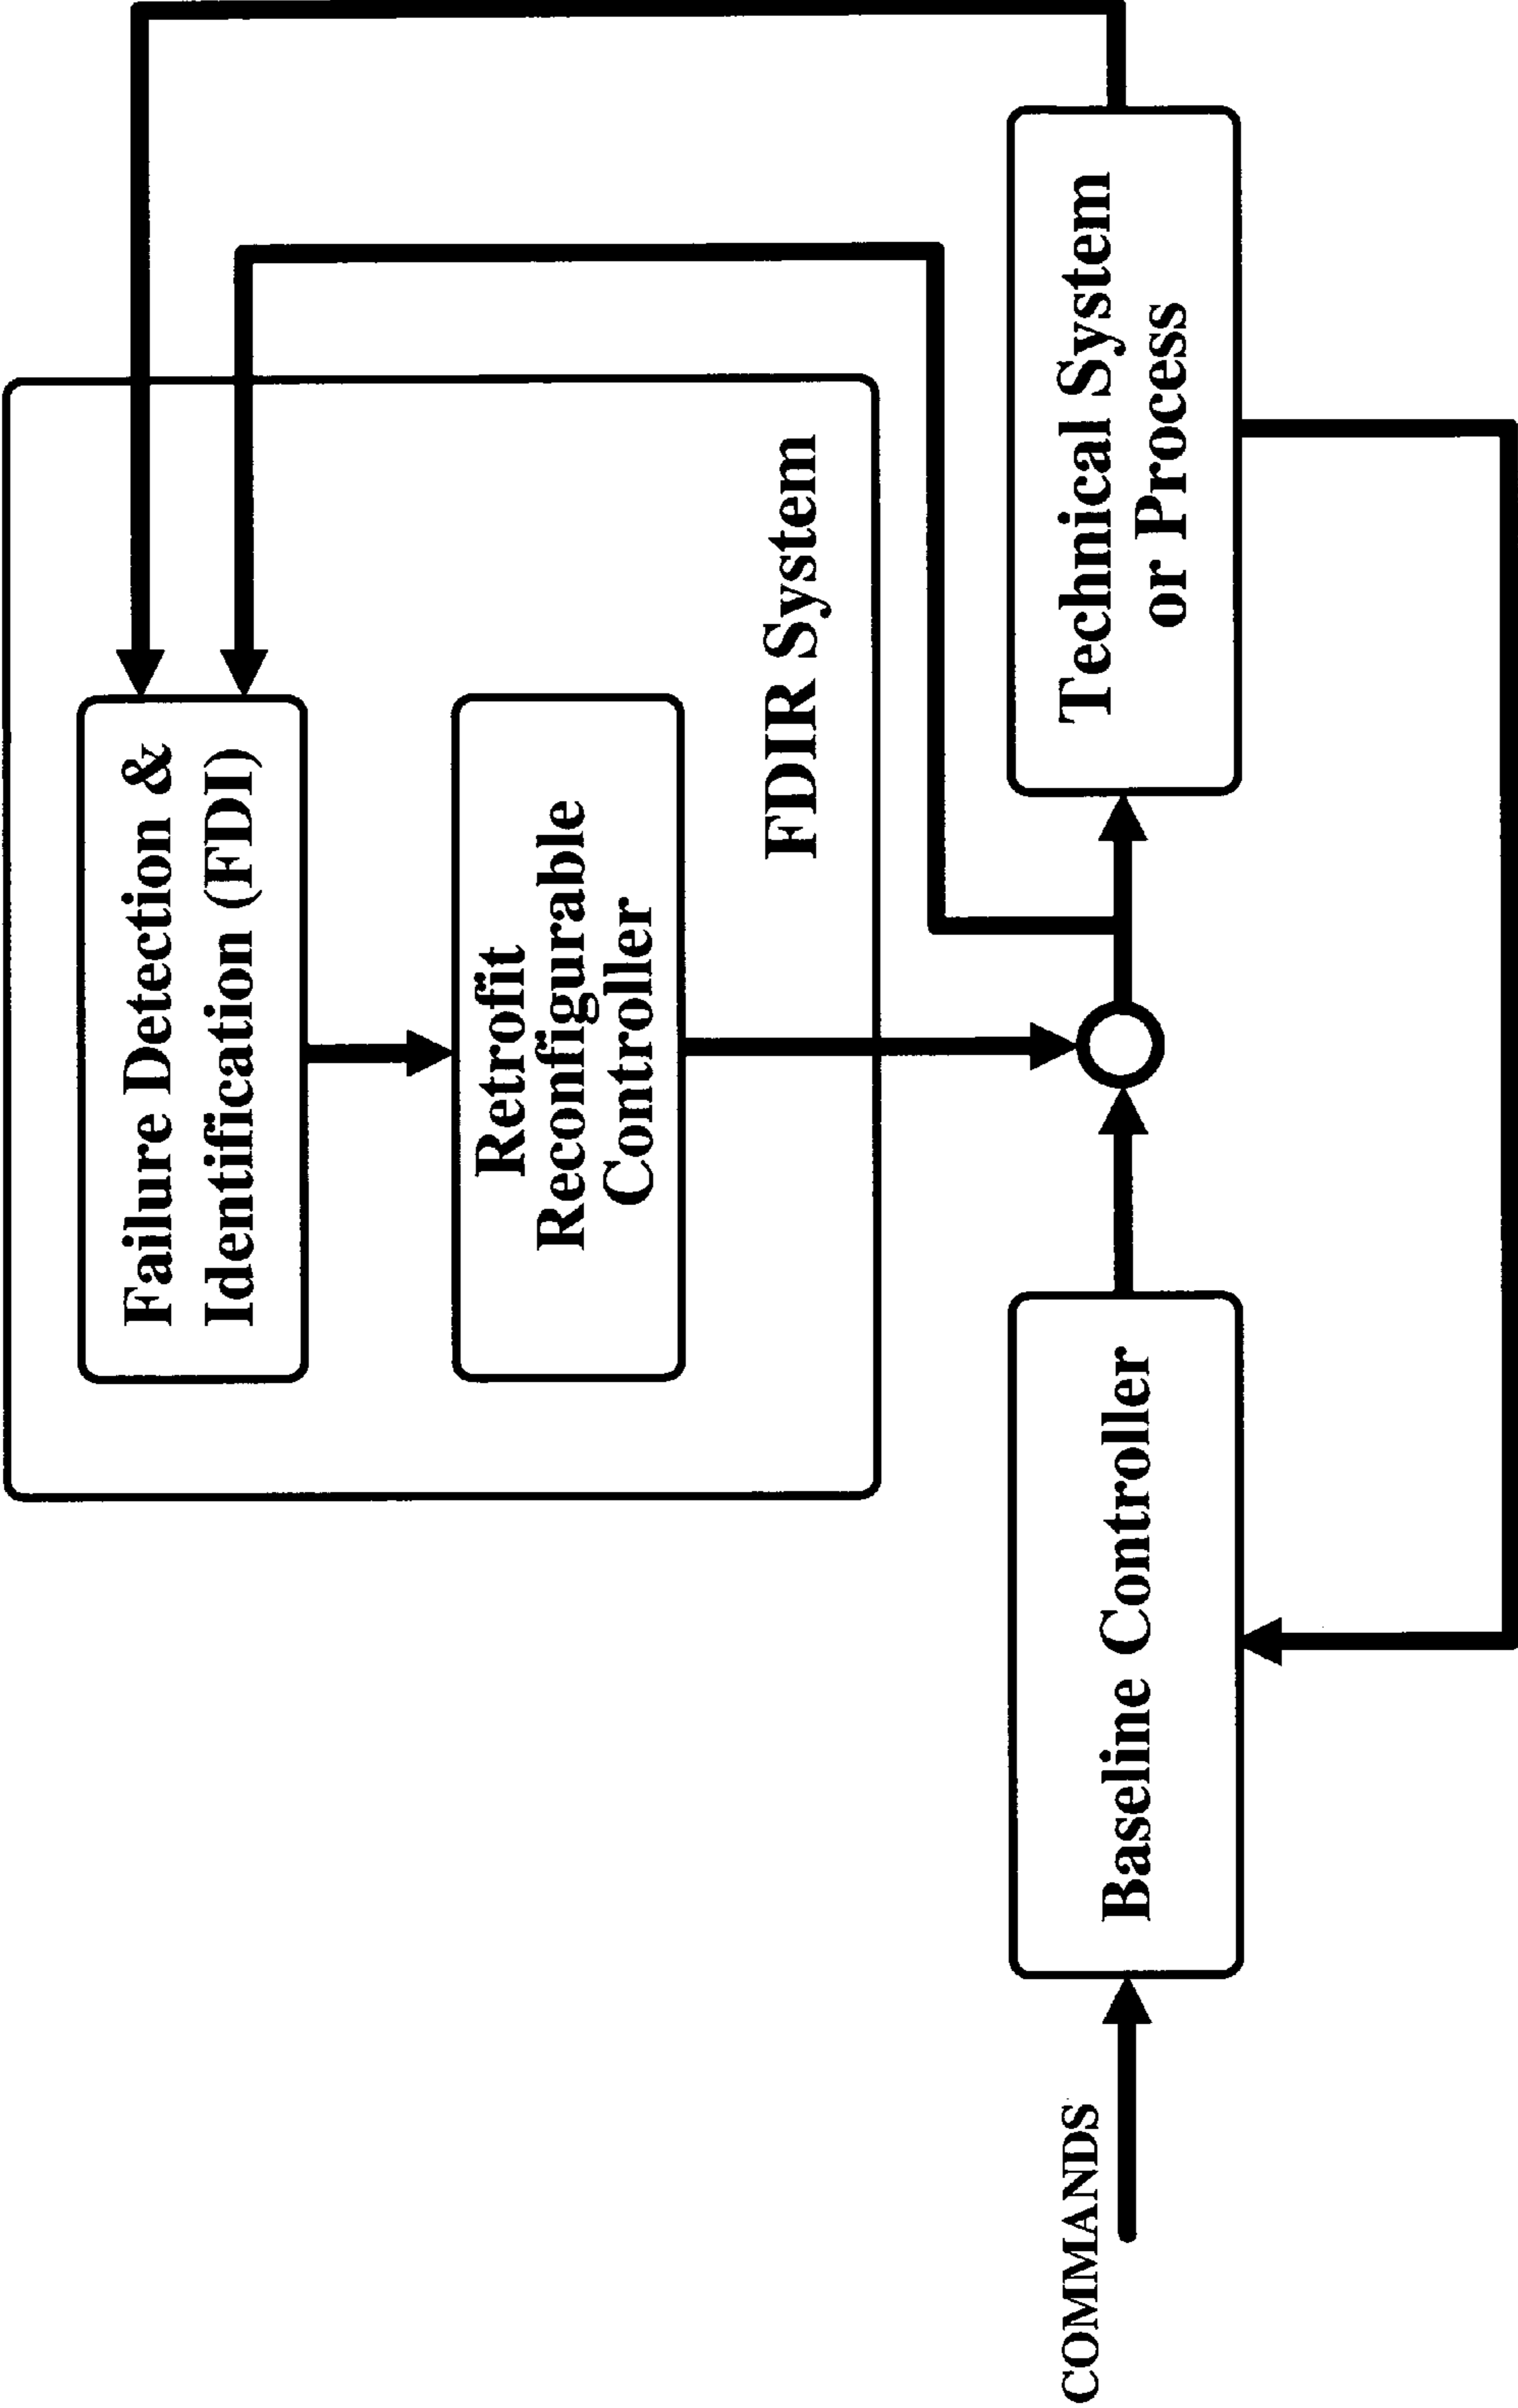 Failure Detection &
Identification (FDI)
Retrofit
Reconfigurable
Controller
FDIR System
COMMANDS
Baseline Controller
Technical System
or Process